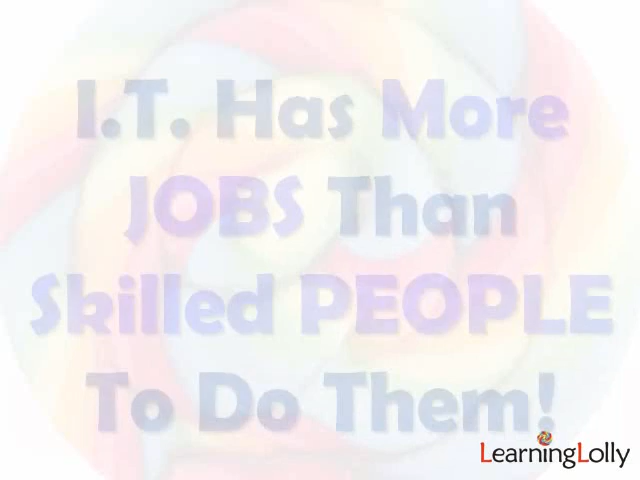 I.T. Has More
JOBS Than
Skilled PEOPLE
To Do Them!
LearningLolly